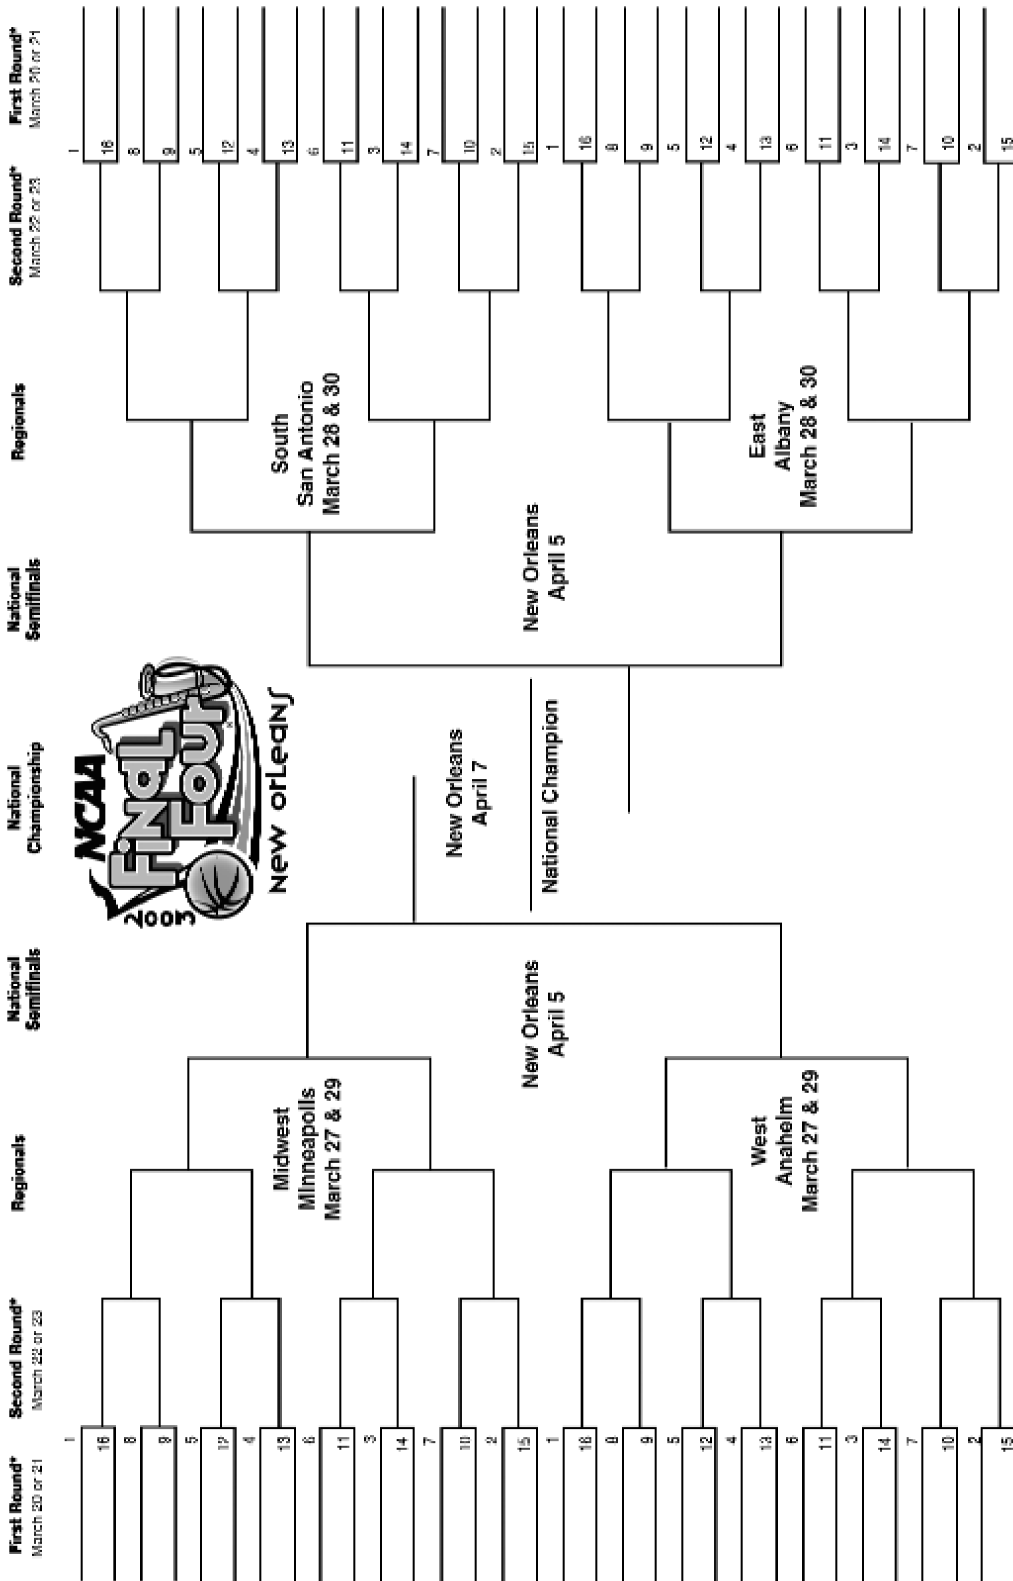 First Round*
March 20 or 21
Second Round*
March 22 or 23
Regionals
National
Semifinals
National
Championship
National
Semifinals
Regionals
Second Round*
March 22 or 23
First Round*
March 20 or 21
1
16
8
9
5
12
4
13
6
11
3
14
7
10
2
15
Midwest
Minneapolis
March 27 & 29
1
16
8
9
5
12
4
13
6
11
3
14
7
10
2
15
West
Anaheim
March 27 & 29
New Orleans
April 5
2003
NCAA
Final
Four
New Orleans
New Orleans
April 7
National Champion
New Orleans
April 5
1
16
8
9
5
12
4
13
6
11
3
14
7
10
2
15
South
San Antonio
March 28 & 30
1
16
8
9
5
12
4
13
6
11
3
14
7
10
2
15
East
Albany
March 28 & 30